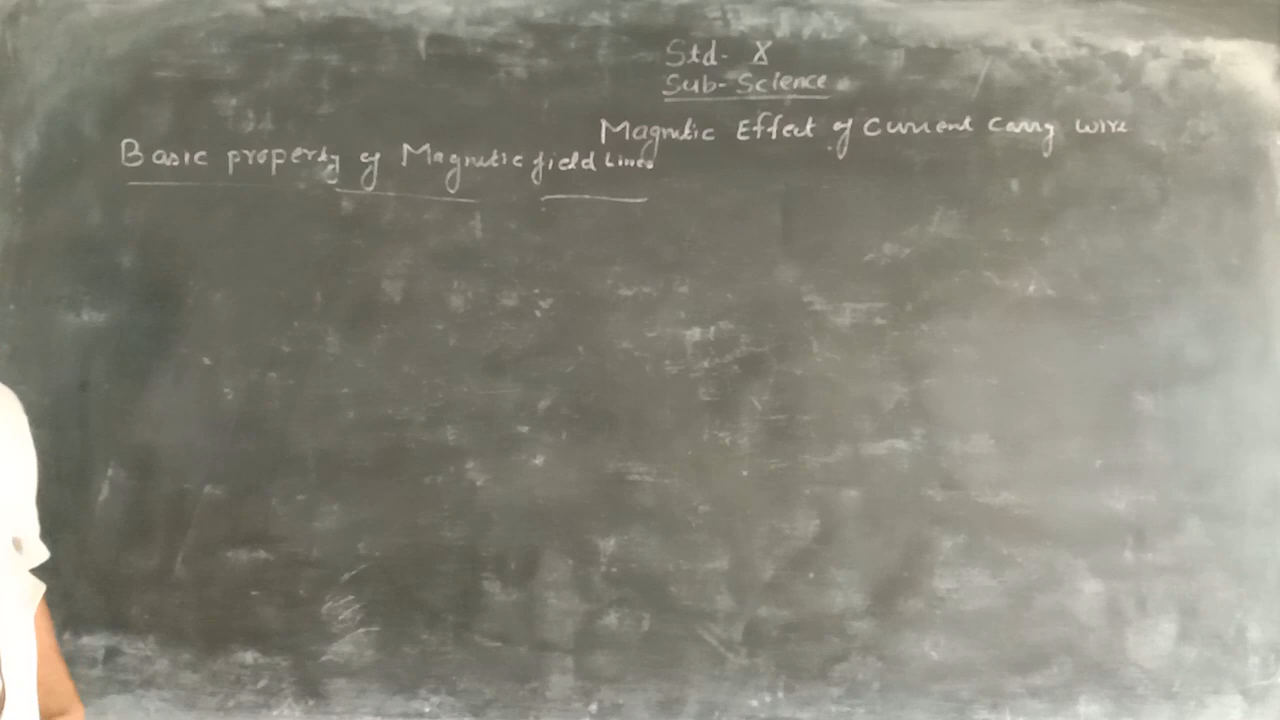 Std- X
Sub- Science
Magnetic Effect of Current Carry wire
Basic property of Magnetic field Lines